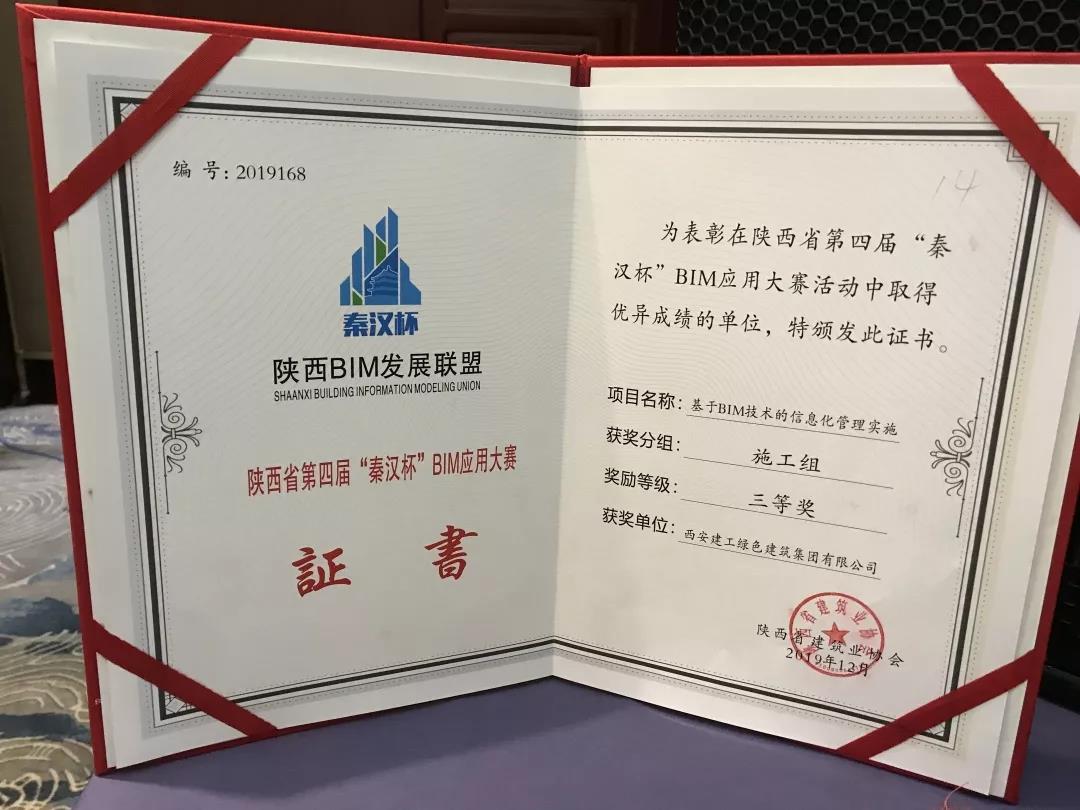 编 号：2019168
秦汉杯
陕西BIM发展联盟
SHAANXI BUILDING INFORMATION MODELING UNION
陕西省第四届“秦汉杯”BIM应用大赛
証 書
14
为表彰在陕西省第四届“秦
汉杯”BIM应用大赛活动中取得
优异成绩的单位，特颁发此证书。
项目名称：基于BIM技术的信息化管理实施
获奖分组：施工组
奖励等级：三等奖
获奖单位：西安建工绿色建筑集团有限公司
陕西省建筑业协会
2019年12月